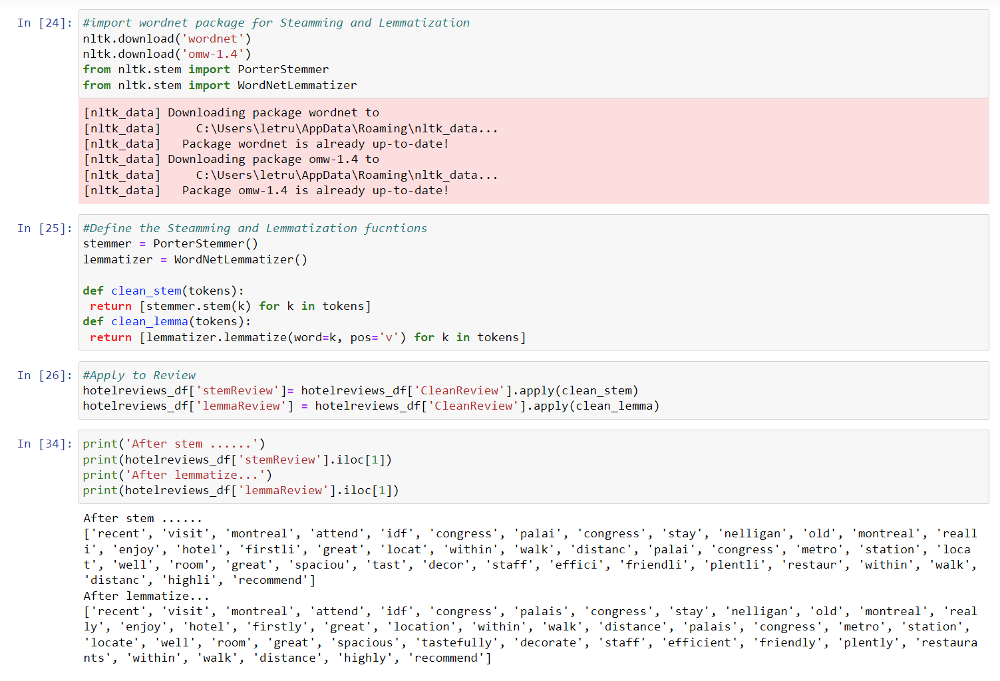 In [24]: #import wordnet package for Steamming and Lemmatization
nltk.download('wordnet')
nltk.download('omw-1.4')
from nltk.stem import PorterStemmer
from nltk.stem import WordNetLemmatizer
[nltk_data] Downloading package wordnet to
[nltk_data]     C:\Users\letru\AppData\Roaming\nltk_data...
[nltk_data]   Package wordnet is already up-to-date!
[nltk_data] Downloading package omw-1.4 to
[nltk_data]     C:\Users\letru\AppData\Roaming\nltk_data...
[nltk_data]   Package omw-1.4 is already up-to-date!
In [25]: #Define the Steamming and Lemmatization fucntions
stemmer = PorterStemmer()
lemmatizer = WordNetLemmatizer()
def clean_stem(tokens):
 return [stemmer.stem(k) for k in tokens]
def clean_lemma(tokens):
 return [lemmatizer.lemmatize(word=k, pos='v') for k in tokens]
In [26]: #Apply to Review
hotelreviews_df['stemReview']= hotelreviews_df['CleanReview'].apply(clean_stem)
hotelreviews_df['lemmaReview'] = hotelreviews_df['CleanReview'].apply(clean_lemma)
In [34]: print('After stem ......')
print(hotelreviews_df['stemReview'].iloc[1])
print('After lemmatize...')
print(hotelreviews_df['lemmaReview'].iloc[1])
After stem ......
['recent', 'visit', 'montreal', 'attend', 'idf', 'congress', 'palai', 'congress', 'stay', 'nelligan', 'old', 'montreal', 'reall
i', 'enjoy', 'hotel', 'firstli', 'great', 'locat', 'within', 'walk', 'distanc', 'palai', 'congress', 'metro', 'station', 'loca
t', 'well', 'room', 'great', 'spaciou', 'tast', 'decor', 'staff', 'effici', 'friendli', 'plentli', 'restaur', 'within', 'walk',
'distanc', 'highli', 'recommend']
After lemmatize...
['recent', 'visit', 'montreal', 'attend', 'idf', 'congress', 'palais', 'congress', 'stay', 'nelligan', 'old', 'montreal', 'real
ly', 'enjoy', 'hotel', 'firstly', 'great', 'location', 'within', 'walk', 'distance', 'palais', 'congress', 'metro', 'station',
'locate', 'well', 'room', 'great', 'spacious', 'tastefully', 'decorate', 'staff', 'efficient', 'friendly', 'plently', 'restaura
nts', 'within', 'walk', 'distance', 'highly', 'recommend']